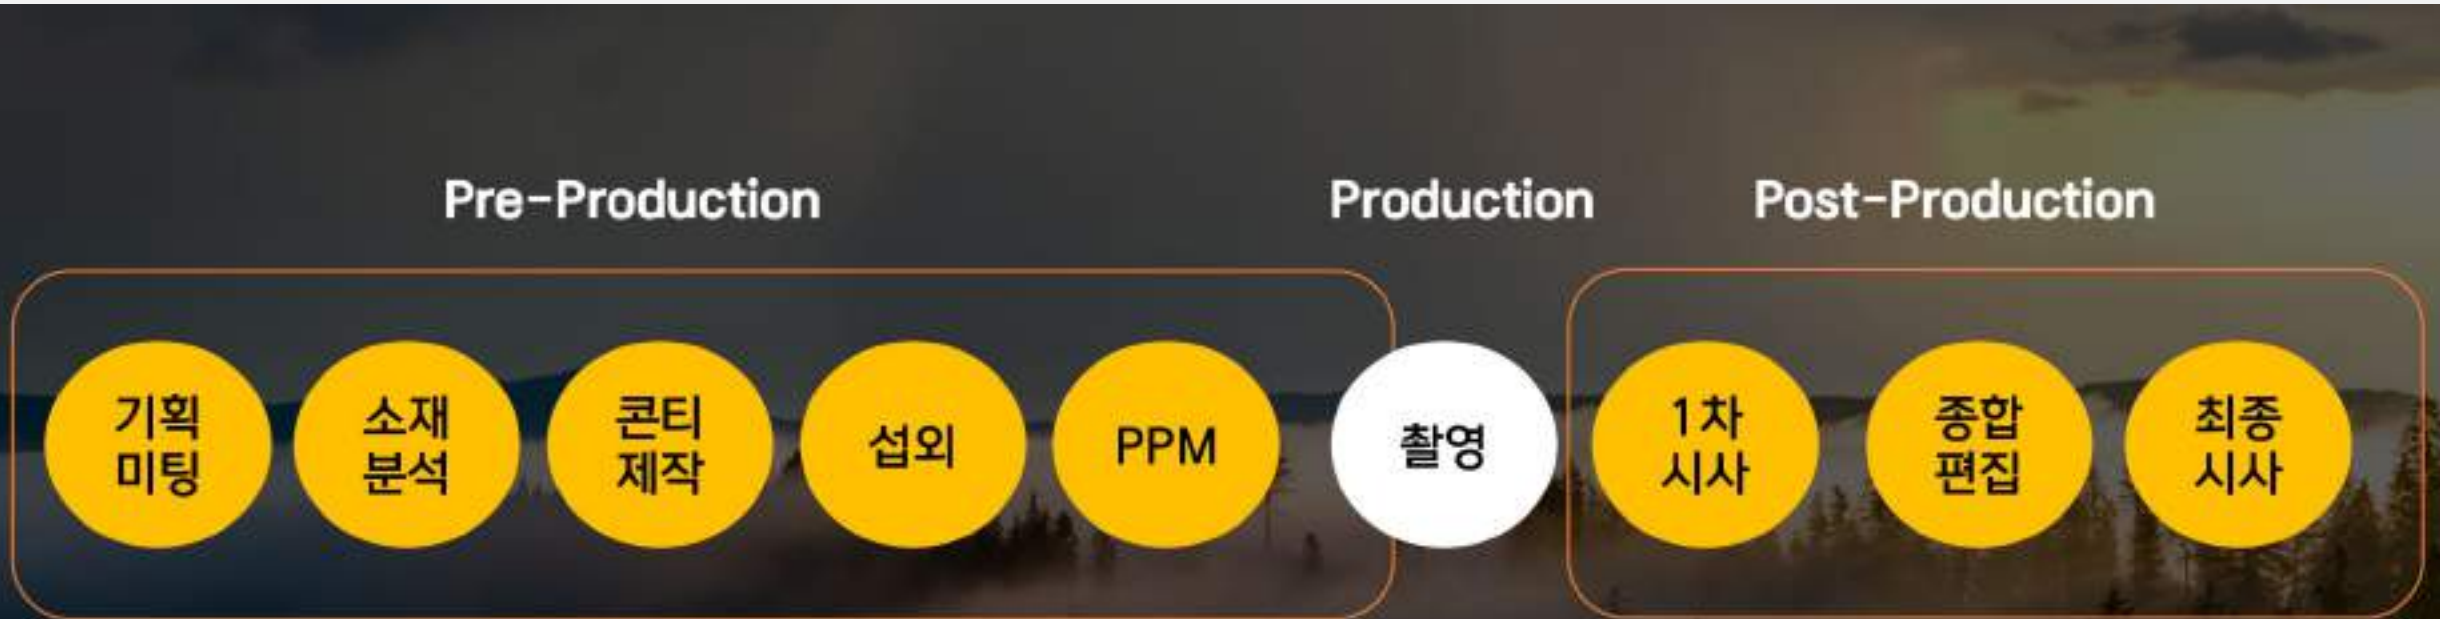 Pre-Production
Production
Post-Production
기획
미팅
소재
분석
콘티
제작
섭외
PPM
촬영
1차
시사
종합
편집
최종
시사